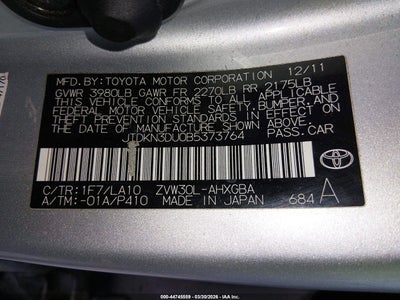 MFD. BY: TOYOTA MOTOR CORPORATION 12/11
GVWR 3980LB GAWR FR 2270LB RR 2175LB
THIS VEHICLE CONFORMS TO ALL APPLICABLE
FEDERAL MOTOR VEHICLE SAFETY, BUMPER, AND
THEFT PREVENTION STANDARDS IN EFFECT ON
THE DATE OF MANUFACTURE SHOWN ABOVE.
JTDKN3DU0B5373764 PASS.CAR
C/TR: 1F7/LA10 ZVW30L-AHXGBA
A/TM: -01A/P410 MADE IN JAPAN 684 A
TOYOTA
000-44745559 - 03/20/2026 - IAA Inc.